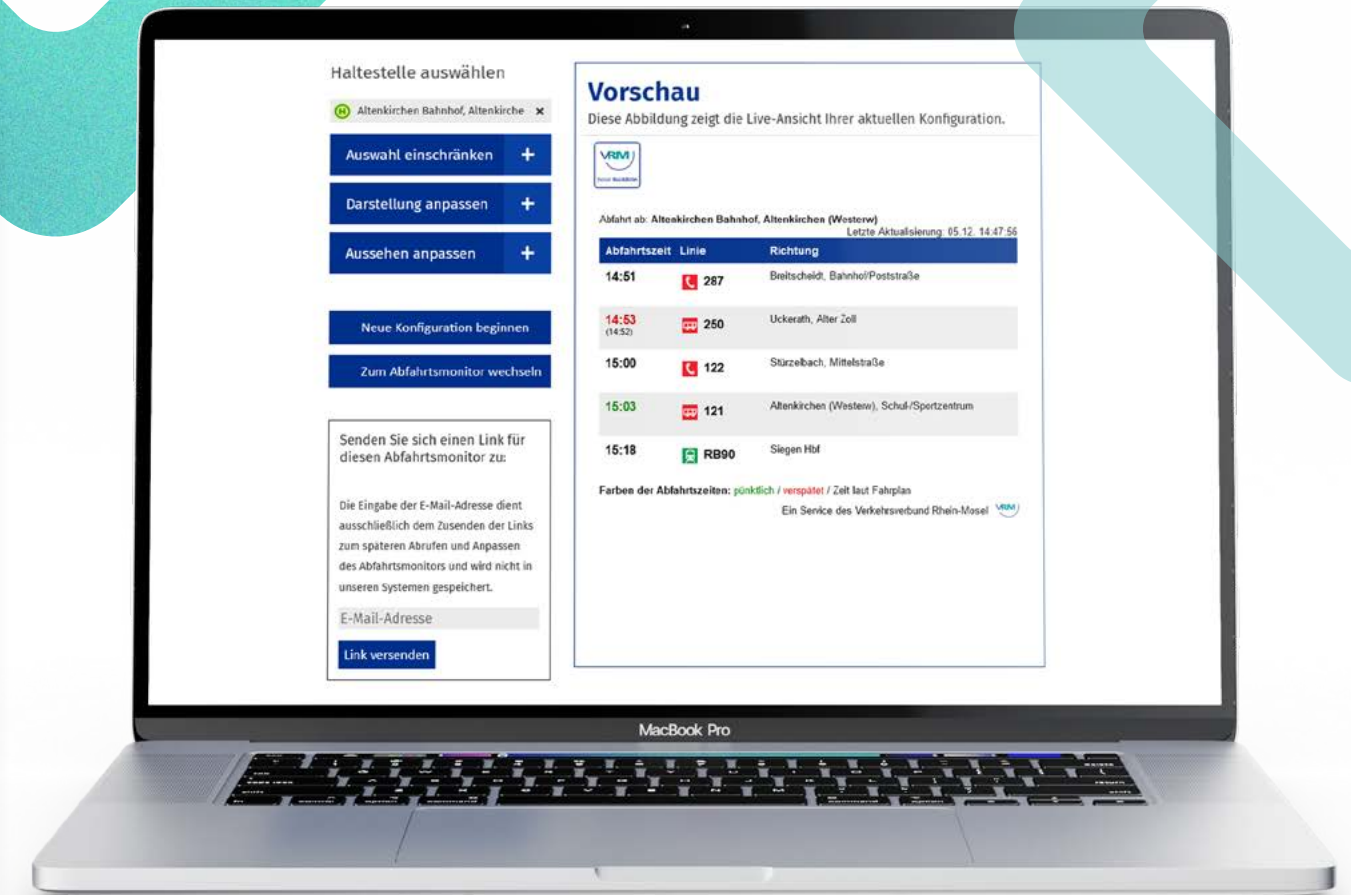 Haltestelle auswählen
H Altenkirchen Bahnhof, Altenkirche ×
Auswahl einschränken +
Darstellung anpassen +
Aussehen anpassen +
Neue Konfiguration beginnen
Zum Abfahrtsmonitor wechseln
Senden Sie sich einen Link für
diesen Abfahrtsmonitor zu:
Die Eingabe der E-Mail-Adresse dient
ausschließlich dem Zusenden der Links
zum späteren Abrufen und Anpassen
des Abfahrtsmonitors und wird nicht in
unseren Systemen gespeichert.
E-Mail-Adresse
Link versenden
Vorschau
Diese Abbildung zeigt die Live-Ansicht Ihrer aktuellen Konfiguration.
VRM
Abfahrt ab: Altenkirchen Bahnhof, Altenkirchen (Westerw)
Letzte Aktualisierung: 05.12. 14:47:56
Abfahrtszeit Linie Richtung
14:51 287 Breitscheidt, Bahnhof/Poststraße
14:53 250 Uckerath, Alter Zoll
(14:52)
15:00 122 Stürzelbach, Mittelstraße
15:03 121 Altenkirchen (Westerw), Schul-/Sportzentrum
15:18 RB90 Siegen Hbf
Farben der Abfahrtszeiten: pünktlich / verspätet / Zeit laut Fahrplan
Ein Service des Verkehrsverbund Rhein-Mosel VRM
MacBook Pro